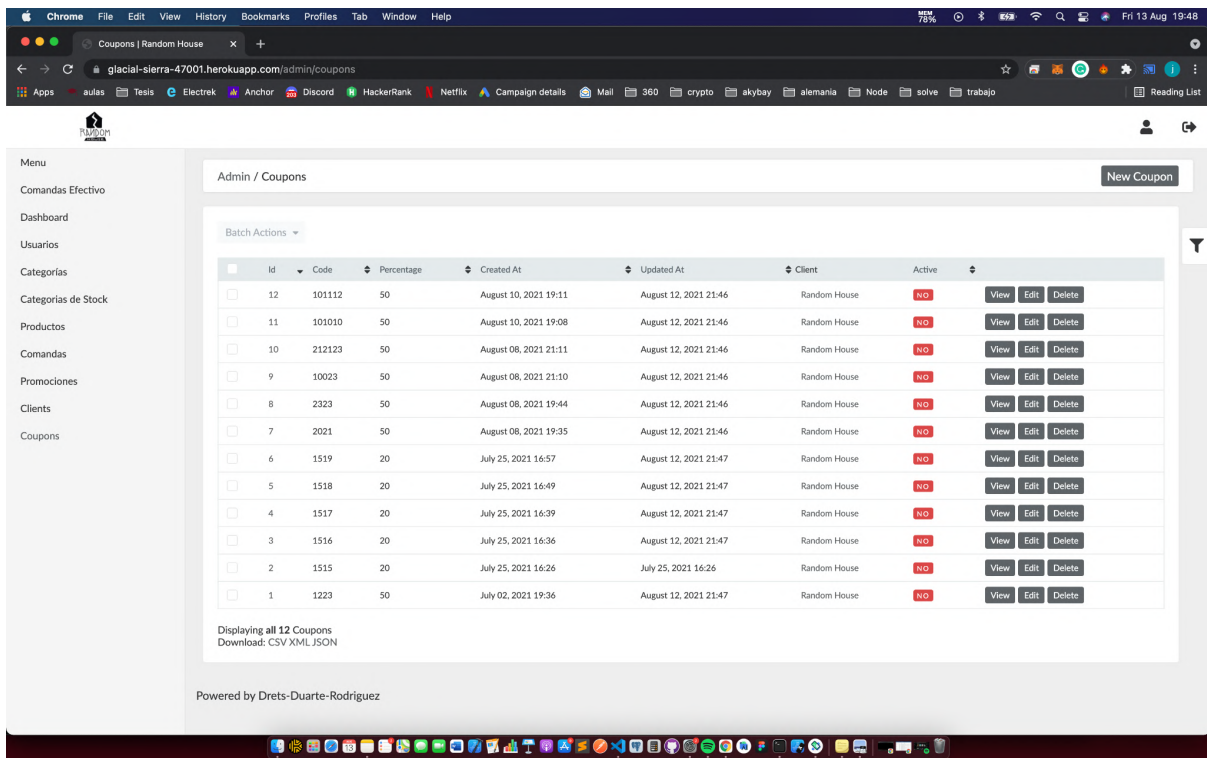 Chrome File Edit View History Bookmarks Profiles Tab Window Help MEM 78% Fri 13 Aug 19:48
Coupons | Random House
glacial-sierra-47001.herokuapp.com/admin/coupons
Apps aulas Tesis Electrek Anchor Discord HackerRank Netflix Campaign details Mail 360 crypto akybay alemania Node solve trabajo Reading List
RANDOM
Menu
Comandas Efectivo
Dashboard
Usuarios
Categorías
Categorias de Stock
Productos
Comandas
Promociones
Clients
Coupons
Admin / Coupons New Coupon
Batch Actions
Id Code Percentage Created At Updated At Client Active
12 101112 50 August 10, 2021 19:11 August 12, 2021 21:46 Random House NO View Edit Delete
11 101010 50 August 10, 2021 19:08 August 12, 2021 21:46 Random House NO View Edit Delete
10 212123 50 August 08, 2021 21:11 August 12, 2021 21:46 Random House NO View Edit Delete
9 10023 50 August 08, 2021 21:10 August 12, 2021 21:46 Random House NO View Edit Delete
8 2323 50 August 08, 2021 19:44 August 12, 2021 21:46 Random House NO View Edit Delete
7 2021 50 August 08, 2021 19:35 August 12, 2021 21:46 Random House NO View Edit Delete
6 1519 20 July 25, 2021 16:57 August 12, 2021 21:47 Random House NO View Edit Delete
5 1518 20 July 25, 2021 16:49 August 12, 2021 21:47 Random House NO View Edit Delete
4 1517 20 July 25, 2021 16:39 August 12, 2021 21:47 Random House NO View Edit Delete
3 1516 20 July 25, 2021 16:36 August 12, 2021 21:47 Random House NO View Edit Delete
2 1515 20 July 25, 2021 16:26 July 25, 2021 16:26 Random House NO View Edit Delete
1 1223 50 July 02, 2021 19:36 August 12, 2021 21:47 Random House NO View Edit Delete
Displaying all 12 Coupons
Download: CSV XML JSON
Powered by Drets-Duarte-Rodriguez